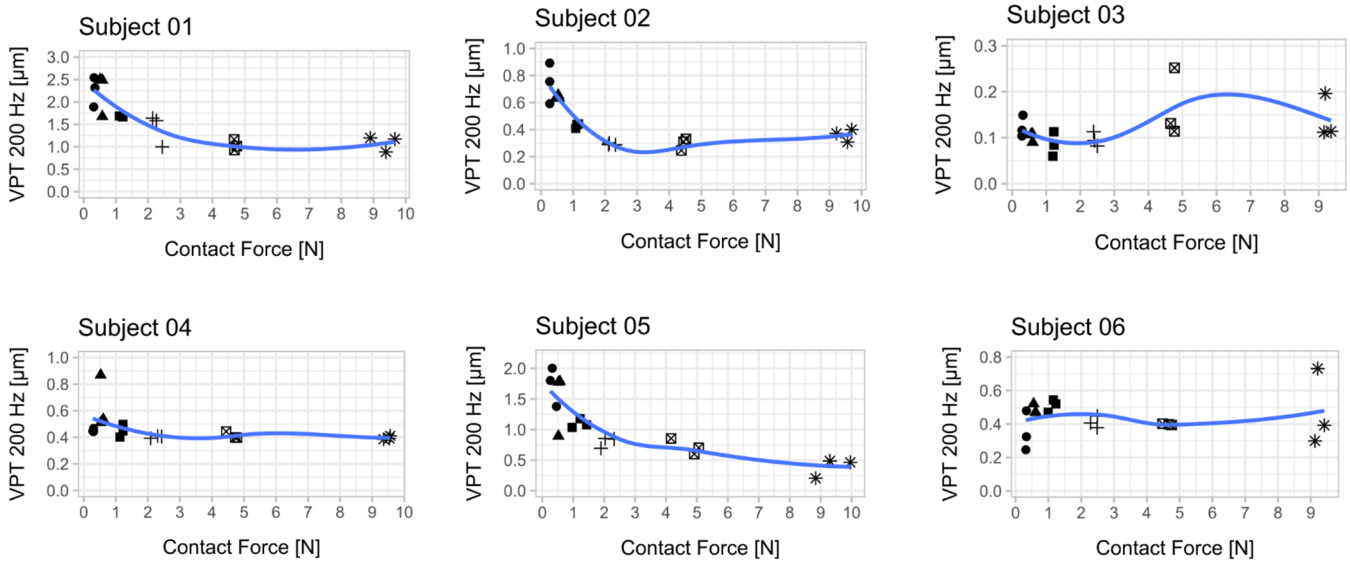 Subject 01
VPT 200 Hz [μm]
3.0
2.5
2.0
1.5
1.0
0.5
0.0
0 1 2 3 4 5 6 7 8 9 10
Contact Force [N]
Subject 02
VPT 200 Hz [μm]
1.0
0.8
0.6
0.4
0.2
0.0
0 1 2 3 4 5 6 7 8 9 10
Contact Force [N]
Subject 03
VPT 200 Hz [μm]
0.3
0.2
0.1
0.0
0 1 2 3 4 5 6 7 8 9
Contact Force [N]
Subject 04
VPT 200 Hz [μm]
1.0
0.8
0.6
0.4
0.2
0.0
0 1 2 3 4 5 6 7 8 9 10
Contact Force [N]
Subject 05
VPT 200 Hz [μm]
2.0
1.5
1.0
0.5
0.0
0 1 2 3 4 5 6 7 8 9 10
Contact Force [N]
Subject 06
VPT 200 Hz [μm]
0.8
0.6
0.4
0.2
0.0
0 1 2 3 4 5 6 7 8 9
Contact Force [N]